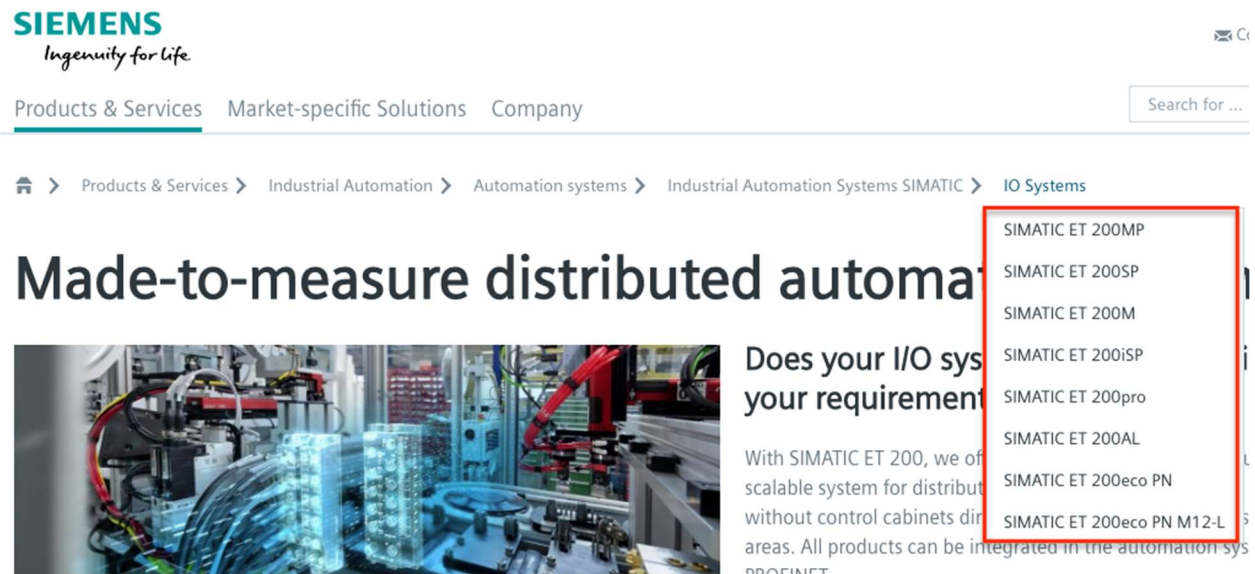 SIEMENS
Ingenuity for life
Products & Services Market-specific Solutions Company
Search for ...
Products & Services Industrial Automation Automation systems Industrial Automation Systems SIMATIC IO Systems
SIMATIC ET 200MP
SIMATIC ET 200SP
SIMATIC ET 200M
SIMATIC ET 200iSP
SIMATIC ET 200pro
SIMATIC ET 200AL
SIMATIC ET 200eco PN
SIMATIC ET 200eco PN M12-L
Made-to-measure distributed automat
Does your I/O sys
your requirement
With SIMATIC ET 200, we of
scalable system for distribut
without control cabinets dir
areas. All products can be integrated in the automation sys
PROFINET